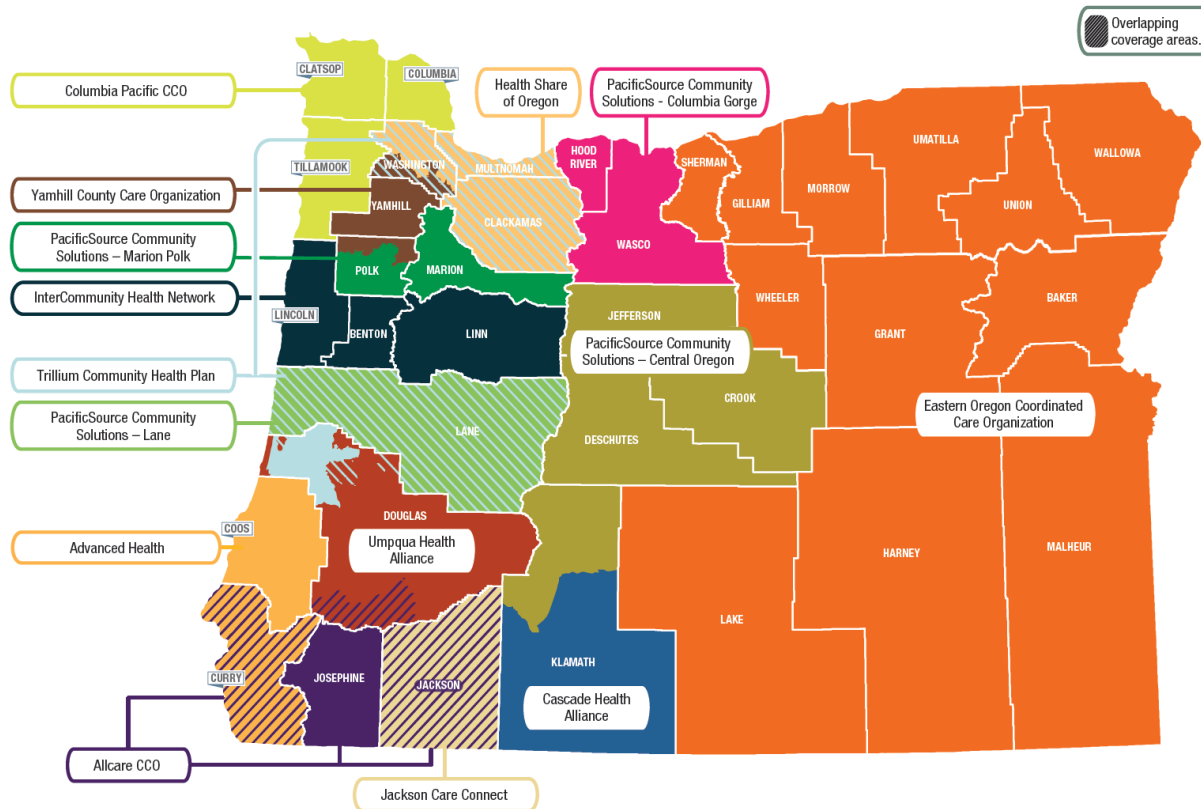 Overlapping
coverage areas.
CLATSOP
COLUMBIA
Columbia Pacific CCO
Health Share
of Oregon
PacificSource Community
Solutions - Columbia Gorge
UMATILLA
WALLOWA
HOOD
RIVER
SHERMAN
MORROW
GILLIAM
UNION
TILLAMOOK
WASHINGTON
MULTNOMAH
Yamhill County Care Organization
YAMHILL
CLACKAMAS
WASCO
PacificSource Community
Solutions – Marion Polk
POLK
MARION
InterCommunity Health Network
WHEELER
BAKER
GRANT
LINCOLN
BENTON
LINN
JEFFERSON
PacificSource Community
Solutions – Central Oregon
Trillium Community Health Plan
CROOK
PacificSource Community
Solutions – Lane
LANE
DESCHUTES
Eastern Oregon Coordinated
Care Organization
COOS
DOUGLAS
Advanced Health
Umpqua Health
Alliance
HARNEY
MALHEUR
LAKE
CURRY
JOSEPHINE
JACKSON
KLAMATH
Cascade Health
Alliance
Allcare CCO
Jackson Care Connect